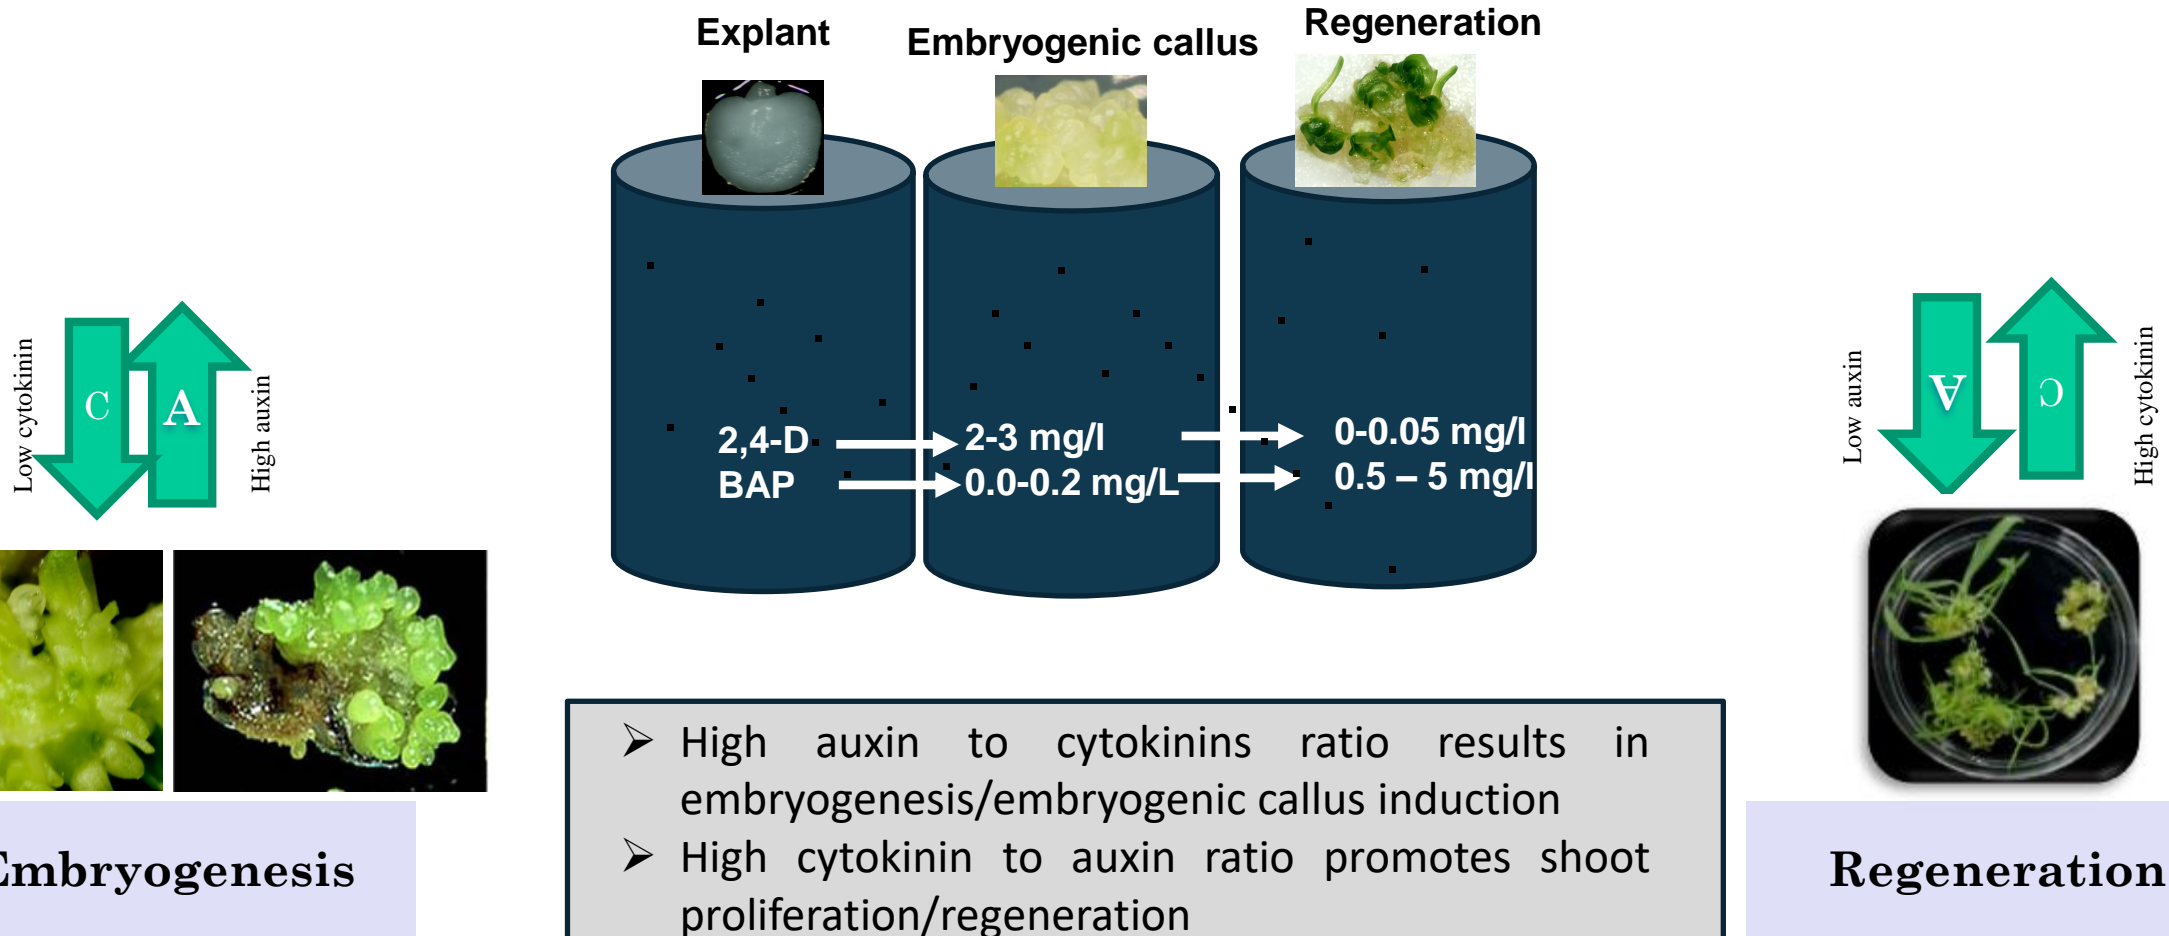 Explant
Embryogenic callus
Regeneration
Low cytokinin
C
A
High auxin
2,4-D
2-3 mg/l
0-0.05 mg/l
BAP
0.0-0.2 mg/L
0.5 – 5 mg/l
Low auxin
A
C
High cytokinin
➢ High auxin to cytokinins ratio results in
embryogenesis/embryogenic callus induction
➢ High cytokinin to auxin ratio promotes shoot
proliferation/regeneration
Embryogenesis
Regeneration